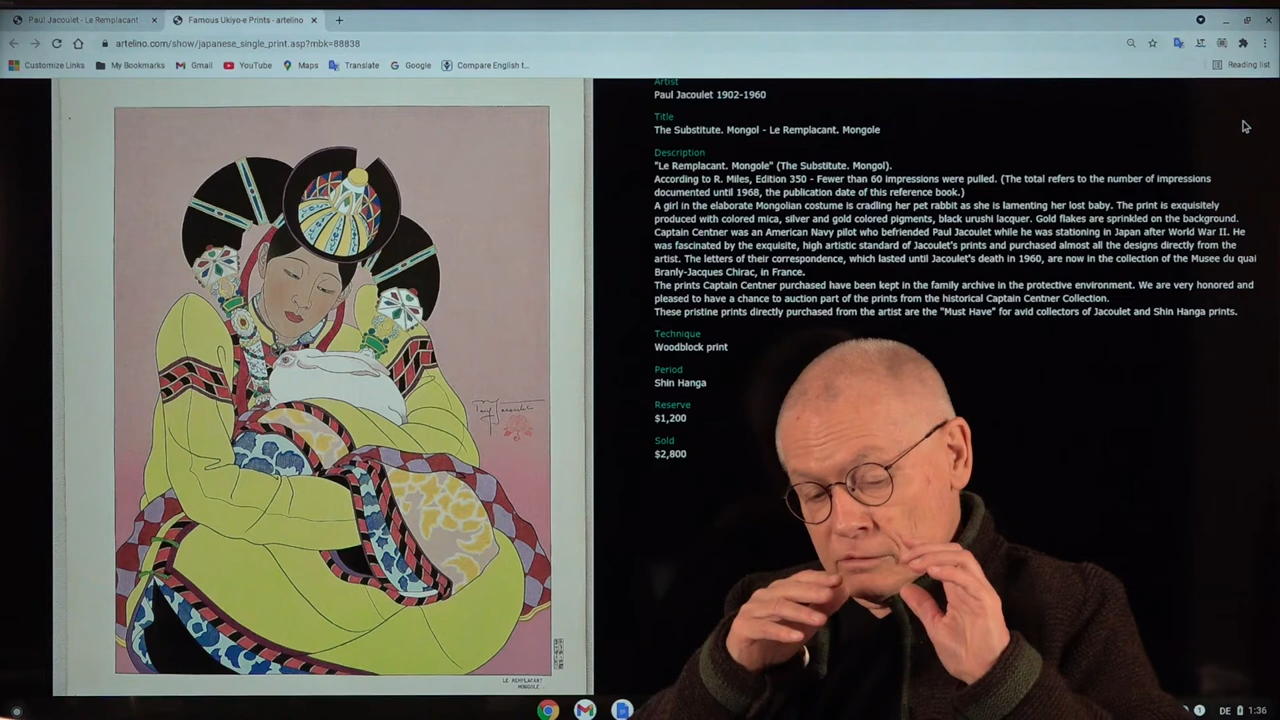 Paul Jacoulet - Le Remplacant
Famous Ukiyo-e Prints - artelino
artelino.com/show/japanese_single_print.asp?mbk=88838
Customize Links
My Bookmarks
Gmail
YouTube
Maps
Translate
Google
Compare English t...
Reading list
Artist
Paul Jacoulet 1902-1960
Title
The Substitute. Mongol - Le Remplacant. Mongole
Description
"Le Remplacant. Mongole" (The Substitute. Mongol).
According to R. Miles, Edition 350 - Fewer than 60 impressions were pulled. (The total refers to the number of impressions
documented until 1968, the publication date of this reference book.)
A girl in the elaborate Mongolian costume is cradling her pet rabbit as she is lamenting her lost baby. The print is exquisitely
produced with colored mica, silver and gold colored pigments, black urushi lacquer. Gold flakes are sprinkled on the background.
Captain Centner was an American Navy pilot who befriended Paul Jacoulet while he was stationing in Japan after World War II. He
was fascinated by the exquisite, high artistic standard of Jacoulet's prints and purchased almost all the designs directly from the
artist. The letters of their correspondence, which lasted until Jacoulet's death in 1960, are now in the collection of the Musee du quai
Branly-Jacques Chirac, in France.
The prints Captain Centner purchased have been kept in the family archive in the protective environment. We are very honored and
pleased to have a chance to auction part of the prints from the historical Captain Centner Collection.
These pristine prints directly purchased from the artist are the "Must Have" for avid collectors of Jacoulet and Shin Hanga prints.
Technique
Woodblock print
Period
Shin Hanga
Reserve
$1,200
Sold
$2,800
Paul Jacoulet
LE REMPLACANT
MONGOLE
1
DE
1:36